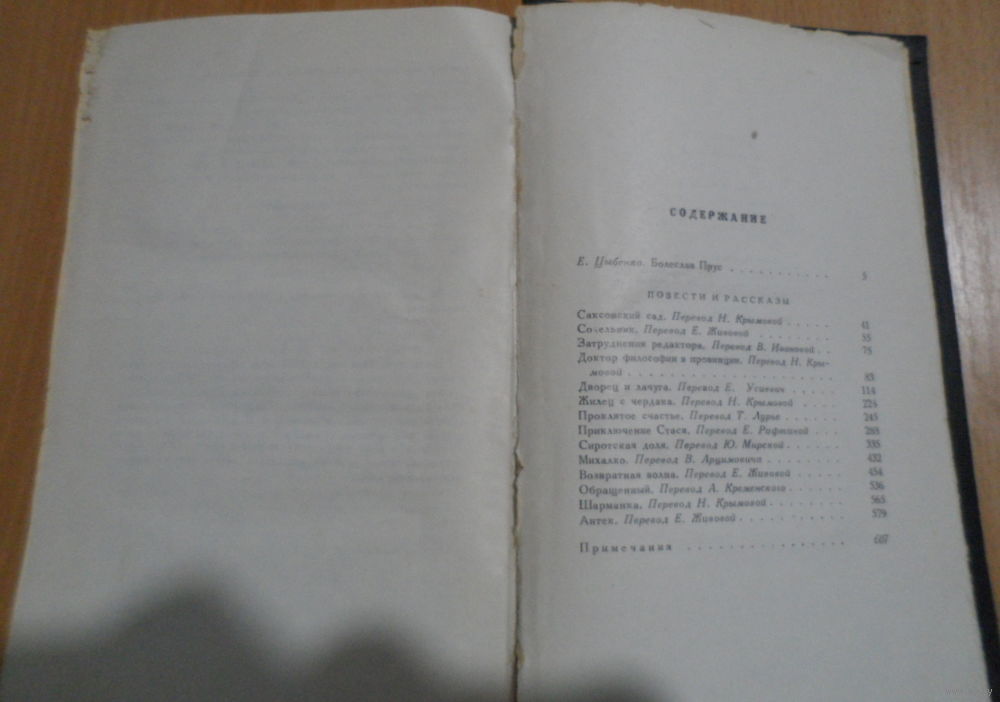 СОДЕРЖАНИЕ
Е. Цыбенко. Болеслав Прус . . . . . . . . . . 5
ПОВЕСТИ И РАССКАЗЫ
Саксонский сад. Перевод Н. Крымовой . . . . . 41
Сочельник. Перевод Е. Живовой . . . . . . 55
Затруднения редактора. Перевод В. Ивановой . . 75
Доктор философии в провинции. Перевод Н. Кры-
мовой . . . . . . . . . . . . . . . . . 83
Дворец и лачуга. Перевод Е. Усиевич . . . . 114
Жилец с чердака. Перевод Н. Крымовой . . . . 225
Проклятое счастье. Перевод Т. Лурье . . . . . 245
Приключение Стася. Перевод Е. Рифтиной . . . 293
Сиротская доля. Перевод Ю. Мирской . . . . . 335
Михалко. Перевод В. Арцимовича . . . . . . . 432
Возвратная волна. Перевод Е. Живовой . . . . . 454
Обращенный. Перевод А. Кременского . . . . . 536
Шарманка. Перевод Н. Крымовой . . . . . . . 565
Антек. Перевод Е. Живовой . . . . . . . . . 579
Примечания . . . . . . . . . . . . . 607